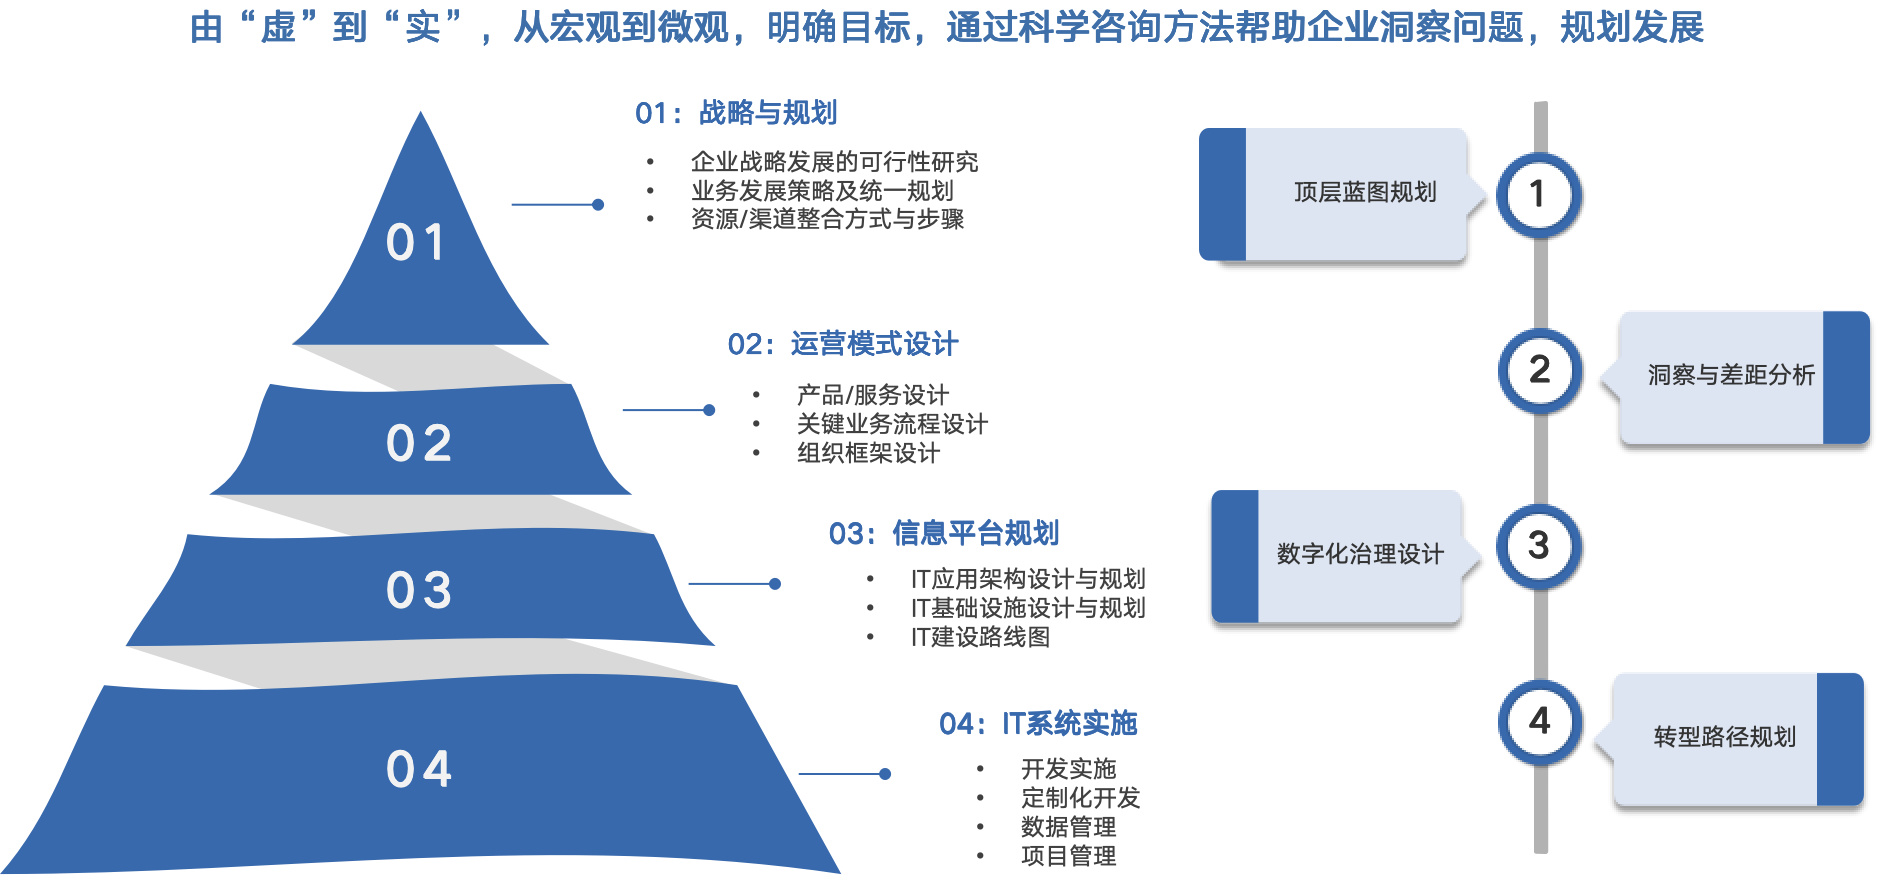 由“虚”到“实”，从宏观到微观，明确目标，通过科学咨询方法帮助企业洞察问题，规划发展
01
01：战略与规划
• 企业战略发展的可行性研究
• 业务发展策略及统一规划
• 资源/渠道整合方式与步骤
02
02：运营模式设计
• 产品/服务设计
• 关键业务流程设计
• 组织框架设计
03
03：信息平台规划
• IT应用架构设计与规划
• IT基础设施设计与规划
• IT建设路线图
04
04：IT系统实施
• 开发实施
• 定制化开发
• 数据管理
• 项目管理
顶层蓝图规划
1
2
洞察与差距分析
数字化治理设计
3
4
转型路径规划